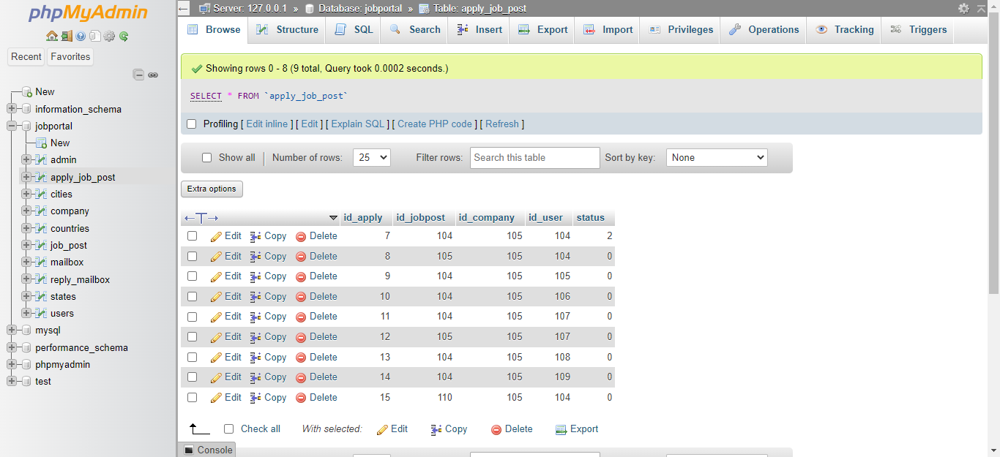 phpMyAdmin
Recent Favorites
New
information_schema
jobportal
New
admin
apply_job_post
cities
company
countries
job_post
mailbox
reply_mailbox
states
users
mysql
performance_schema
phpmyadmin
test
Server: 127.0.0.1 » Database: jobportal » Table: apply_job_post
Browse Structure SQL Search Insert Export Import Privileges Operations Tracking Triggers
Showing rows 0 - 8 (9 total, Query took 0.0002 seconds.)
SELECT * FROM `apply_job_post`
Profiling [ Edit inline ] [ Edit ] [ Explain SQL ] [ Create PHP code ] [ Refresh ]
Show all Number of rows: 25 Filter rows: Search this table Sort by key: None
Extra options
id_apply id_jobpost id_company id_user status
Edit Copy Delete 7 104 105 104 2
Edit Copy Delete 8 105 105 104 0
Edit Copy Delete 9 104 105 105 0
Edit Copy Delete 10 104 105 106 0
Edit Copy Delete 11 104 105 107 0
Edit Copy Delete 12 105 105 107 0
Edit Copy Delete 13 104 105 108 0
Edit Copy Delete 14 104 105 109 0
Edit Copy Delete 15 110 105 104 0
Check all With selected: Edit Copy Delete Export
Console